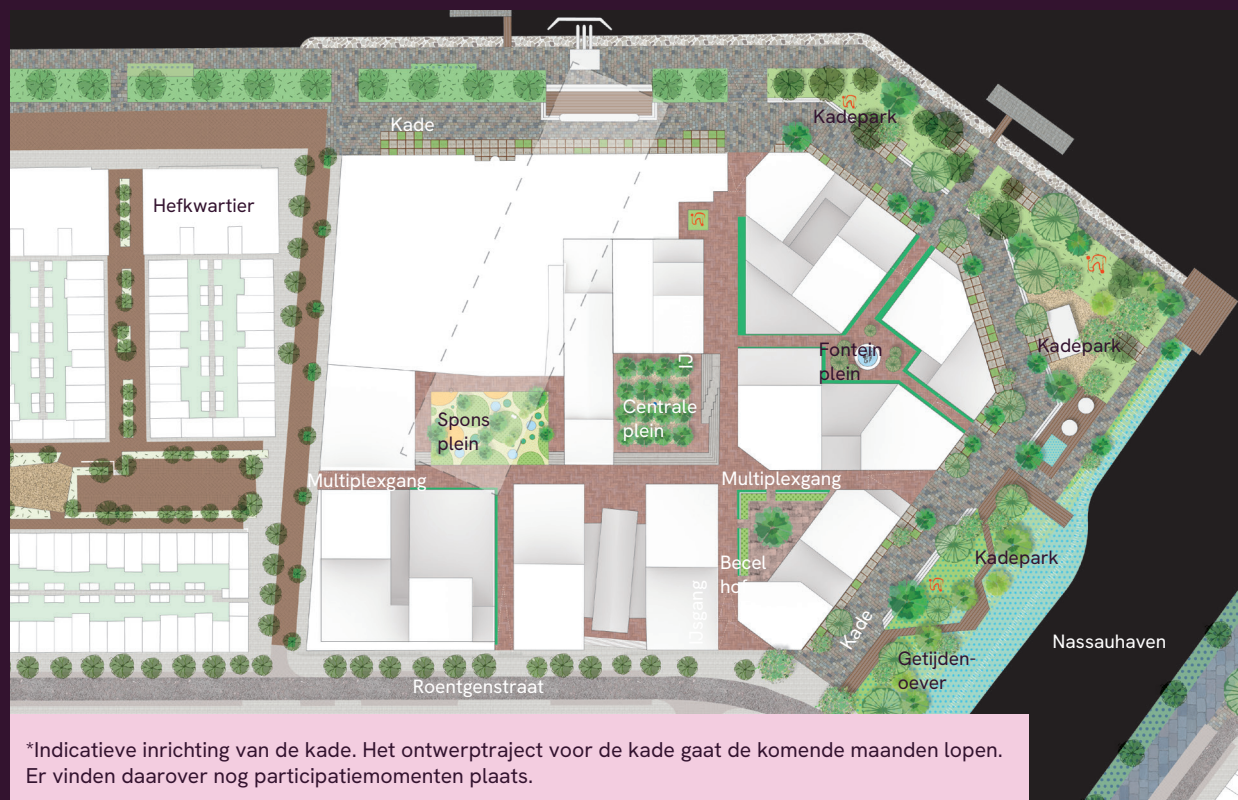 Kade
Kadepark
Hefkwartier
Kadepark
Fontein
plein
IJ
Centrale
plein
Spons
plein
Multiplexgang
Multiplexgang
Becel
hof
IJsgang
Kadepark
Kade
Getijden-
oever
Nassauhaven
Roentgenstraat
*Indicatieve inrichting van de kade. Het ontwerptraject voor de kade gaat de komende maanden lopen.
Er vinden daarover nog participatiemomenten plaats.